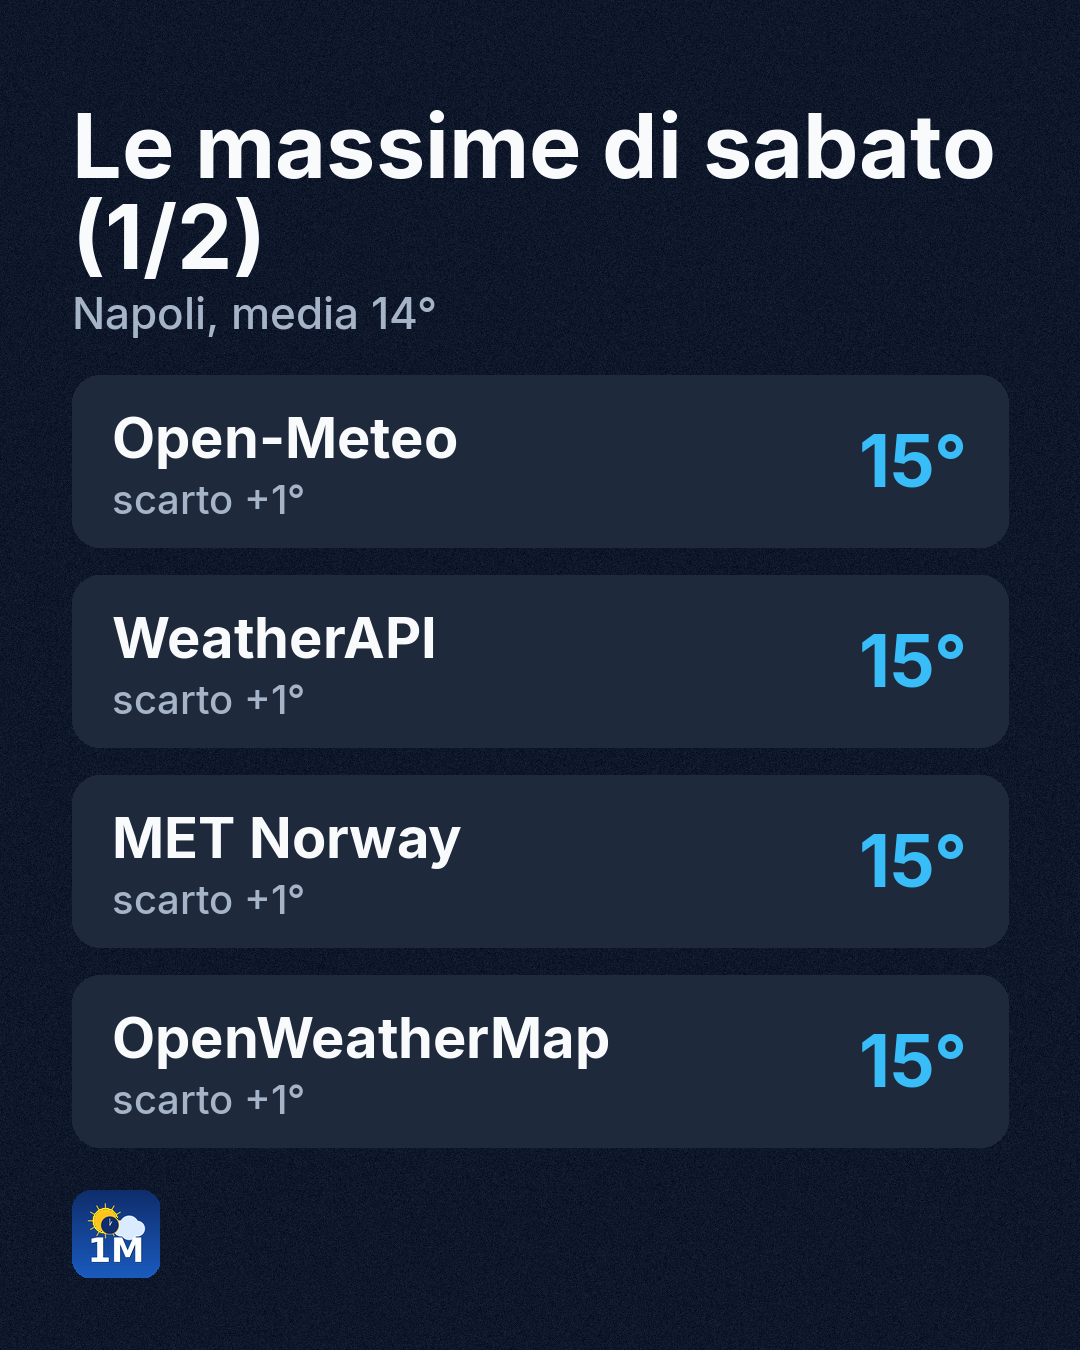 Le massime di sabato
(1/2)
Napoli, media 14°
Open-Meteo
scarto +1°
15°
WeatherAPI
scarto +1°
15°
MET Norway
scarto +1°
15°
OpenWeatherMap
scarto +1°
15°
1M